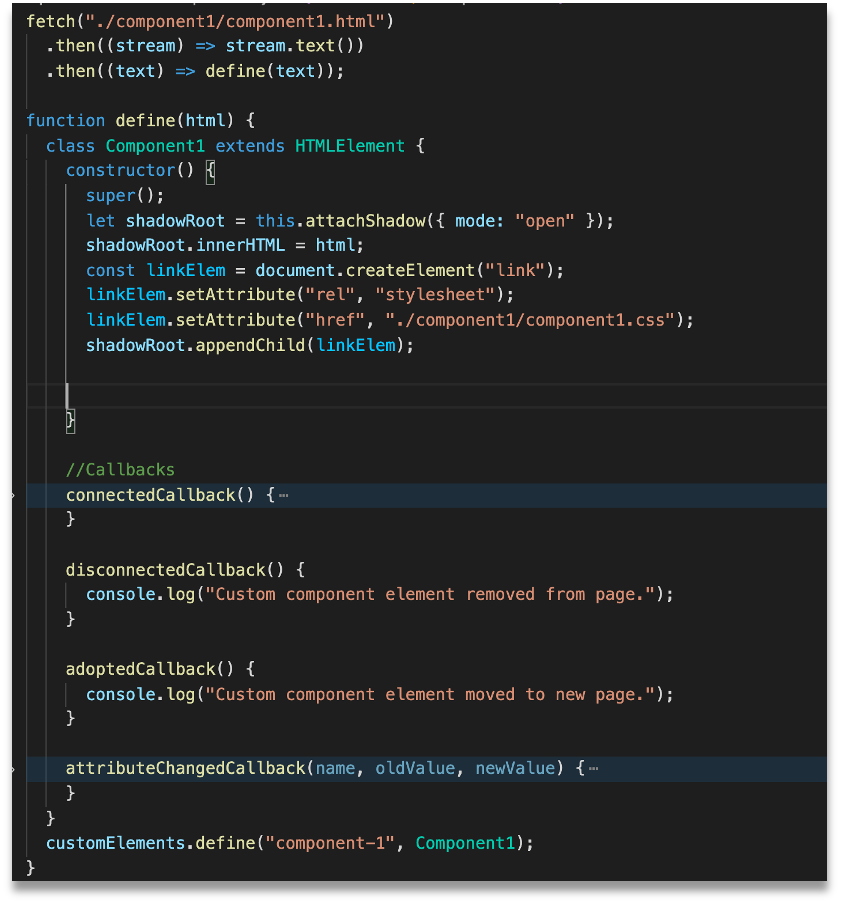 fetch("./component1/component1.html")
  .then((stream) => stream.text())
  .then((text) => define(text));

function define(html) {
  class Component1 extends HTMLElement {
    constructor() {
      super();
      let shadowRoot = this.attachShadow({ mode: "open" });
      shadowRoot.innerHTML = html;
      const linkElem = document.createElement("link");
      linkElem.setAttribute("rel", "stylesheet");
      linkElem.setAttribute("href", "./component1/component1.css");
      shadowRoot.appendChild(linkElem);

    }

    //Callbacks
    connectedCallback() {⋯
    }

    disconnectedCallback() {
      console.log("Custom component element removed from page.");
    }

    adoptedCallback() {
      console.log("Custom component element moved to new page.");
    }

    attributeChangedCallback(name, oldValue, newValue) {⋯
    }
  }
  customElements.define("component-1", Component1);
}